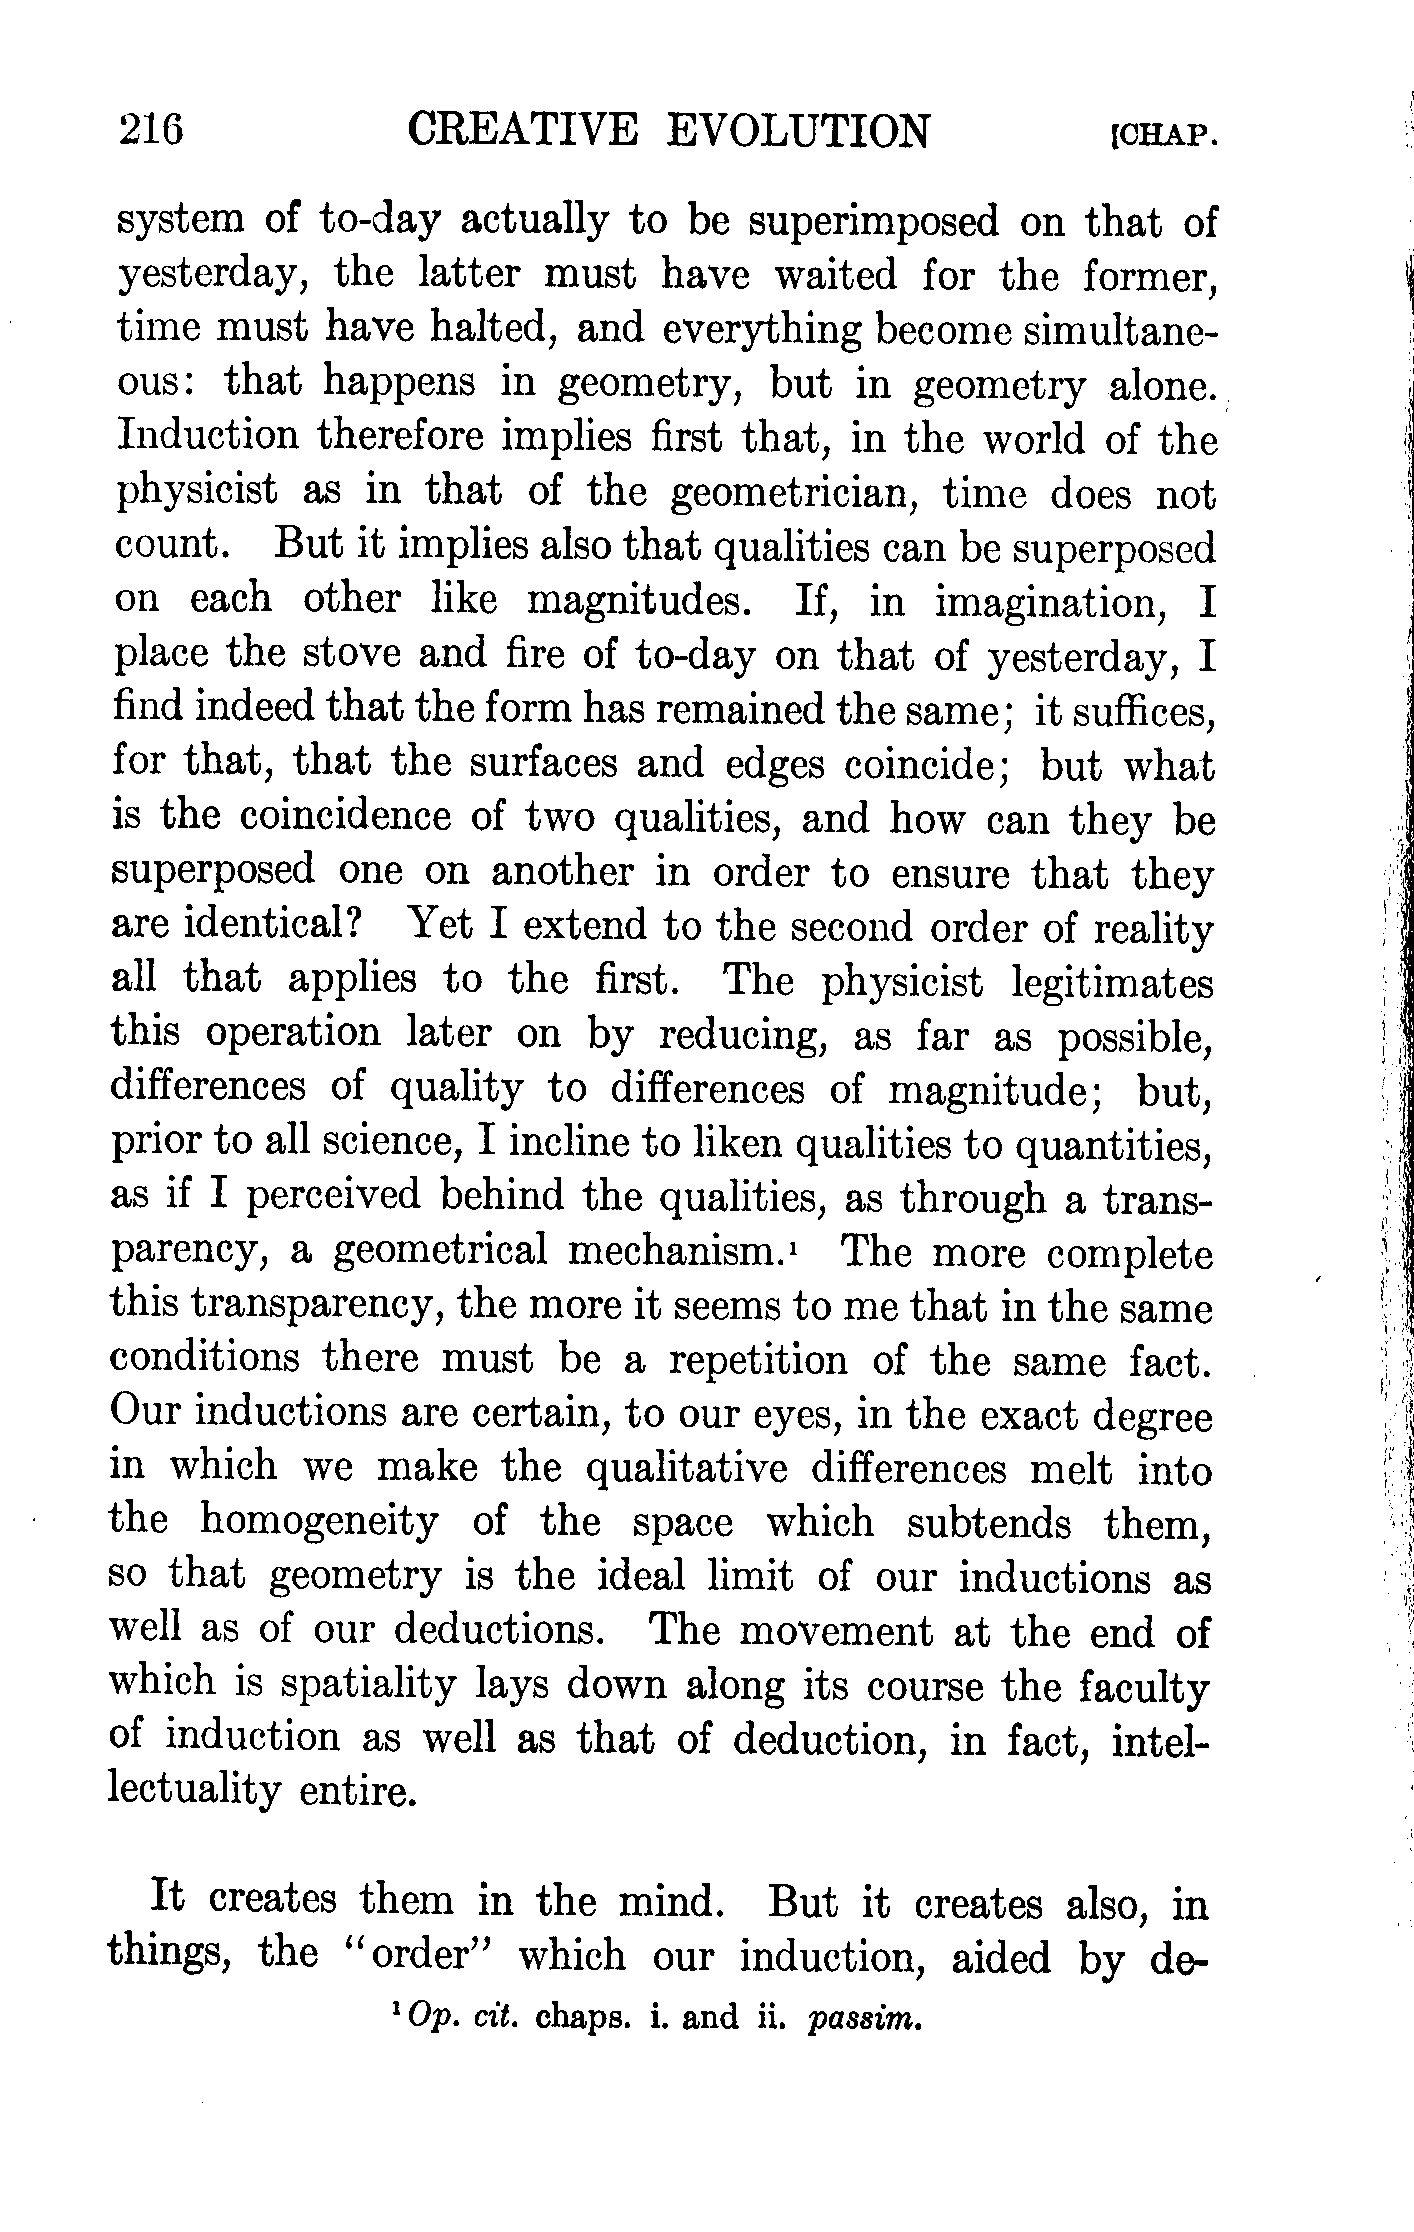 216 CREATIVE EVOLUTION [CHAP.
system of to-day actually to be superimposed on that of
yesterday, the latter must have waited for the former,
time must have halted, and everything become simultane-
ous: that happens in geometry, but in geometry alone.
Induction therefore implies first that, in the world of the
physicist as in that of the geometrician, time does not
count. But it implies also that qualities can be superposed
on each other like magnitudes. If, in imagination, I
place the stove and fire of to-day on that of yesterday, I
find indeed that the form has remained the same; it suffices,
for that, that the surfaces and edges coincide; but what
is the coincidence of two qualities, and how can they be
superposed one on another in order to ensure that they
are identical? Yet I extend to the second order of reality
all that applies to the first. The physicist legitimates
this operation later on by reducing, as far as possible,
differences of quality to differences of magnitude; but,
prior to all science, I incline to liken qualities to quantities,
as if I perceived behind the qualities, as through a trans-
parency, a geometrical mechanism.¹ The more complete
this transparency, the more it seems to me that in the same
conditions there must be a repetition of the same fact.
Our inductions are certain, to our eyes, in the exact degree
in which we make the qualitative differences melt into
the homogeneity of the space which subtends them,
so that geometry is the ideal limit of our inductions as
well as of our deductions. The movement at the end of
which is spatiality lays down along its course the faculty
of induction as well as that of deduction, in fact, intel-
lectuality entire.
It creates them in the mind. But it creates also, in
things, the "order" which our induction, aided by de-
¹ Op. cit. chaps. i. and ii. passim.